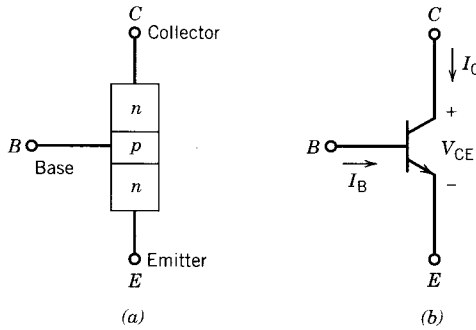 C
Collector
n
B
p
Base
n
Emitter
E
(a)
C
I_C
+
V_CE
B
I_B
−
E
(b)